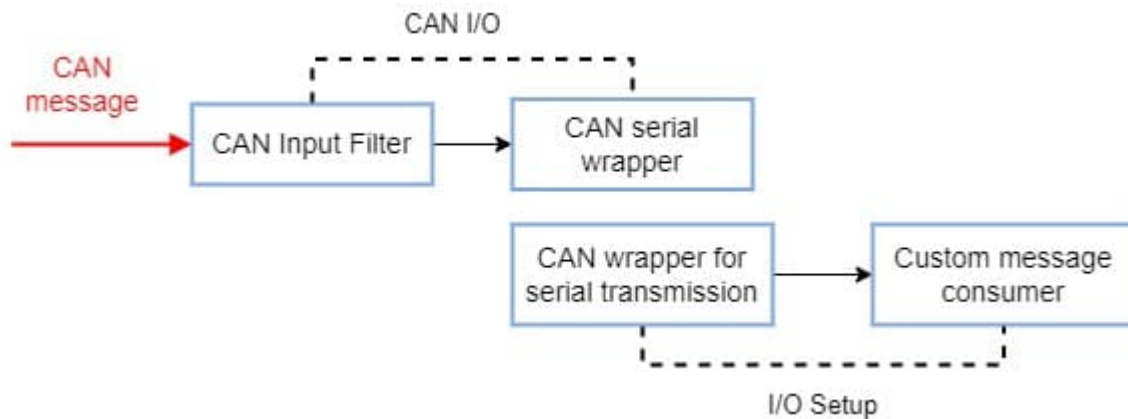 CAN I/O
CAN
message
CAN Input Filter
CAN serial
wrapper
CAN wrapper for
serial transmission
Custom message
consumer
I/O Setup